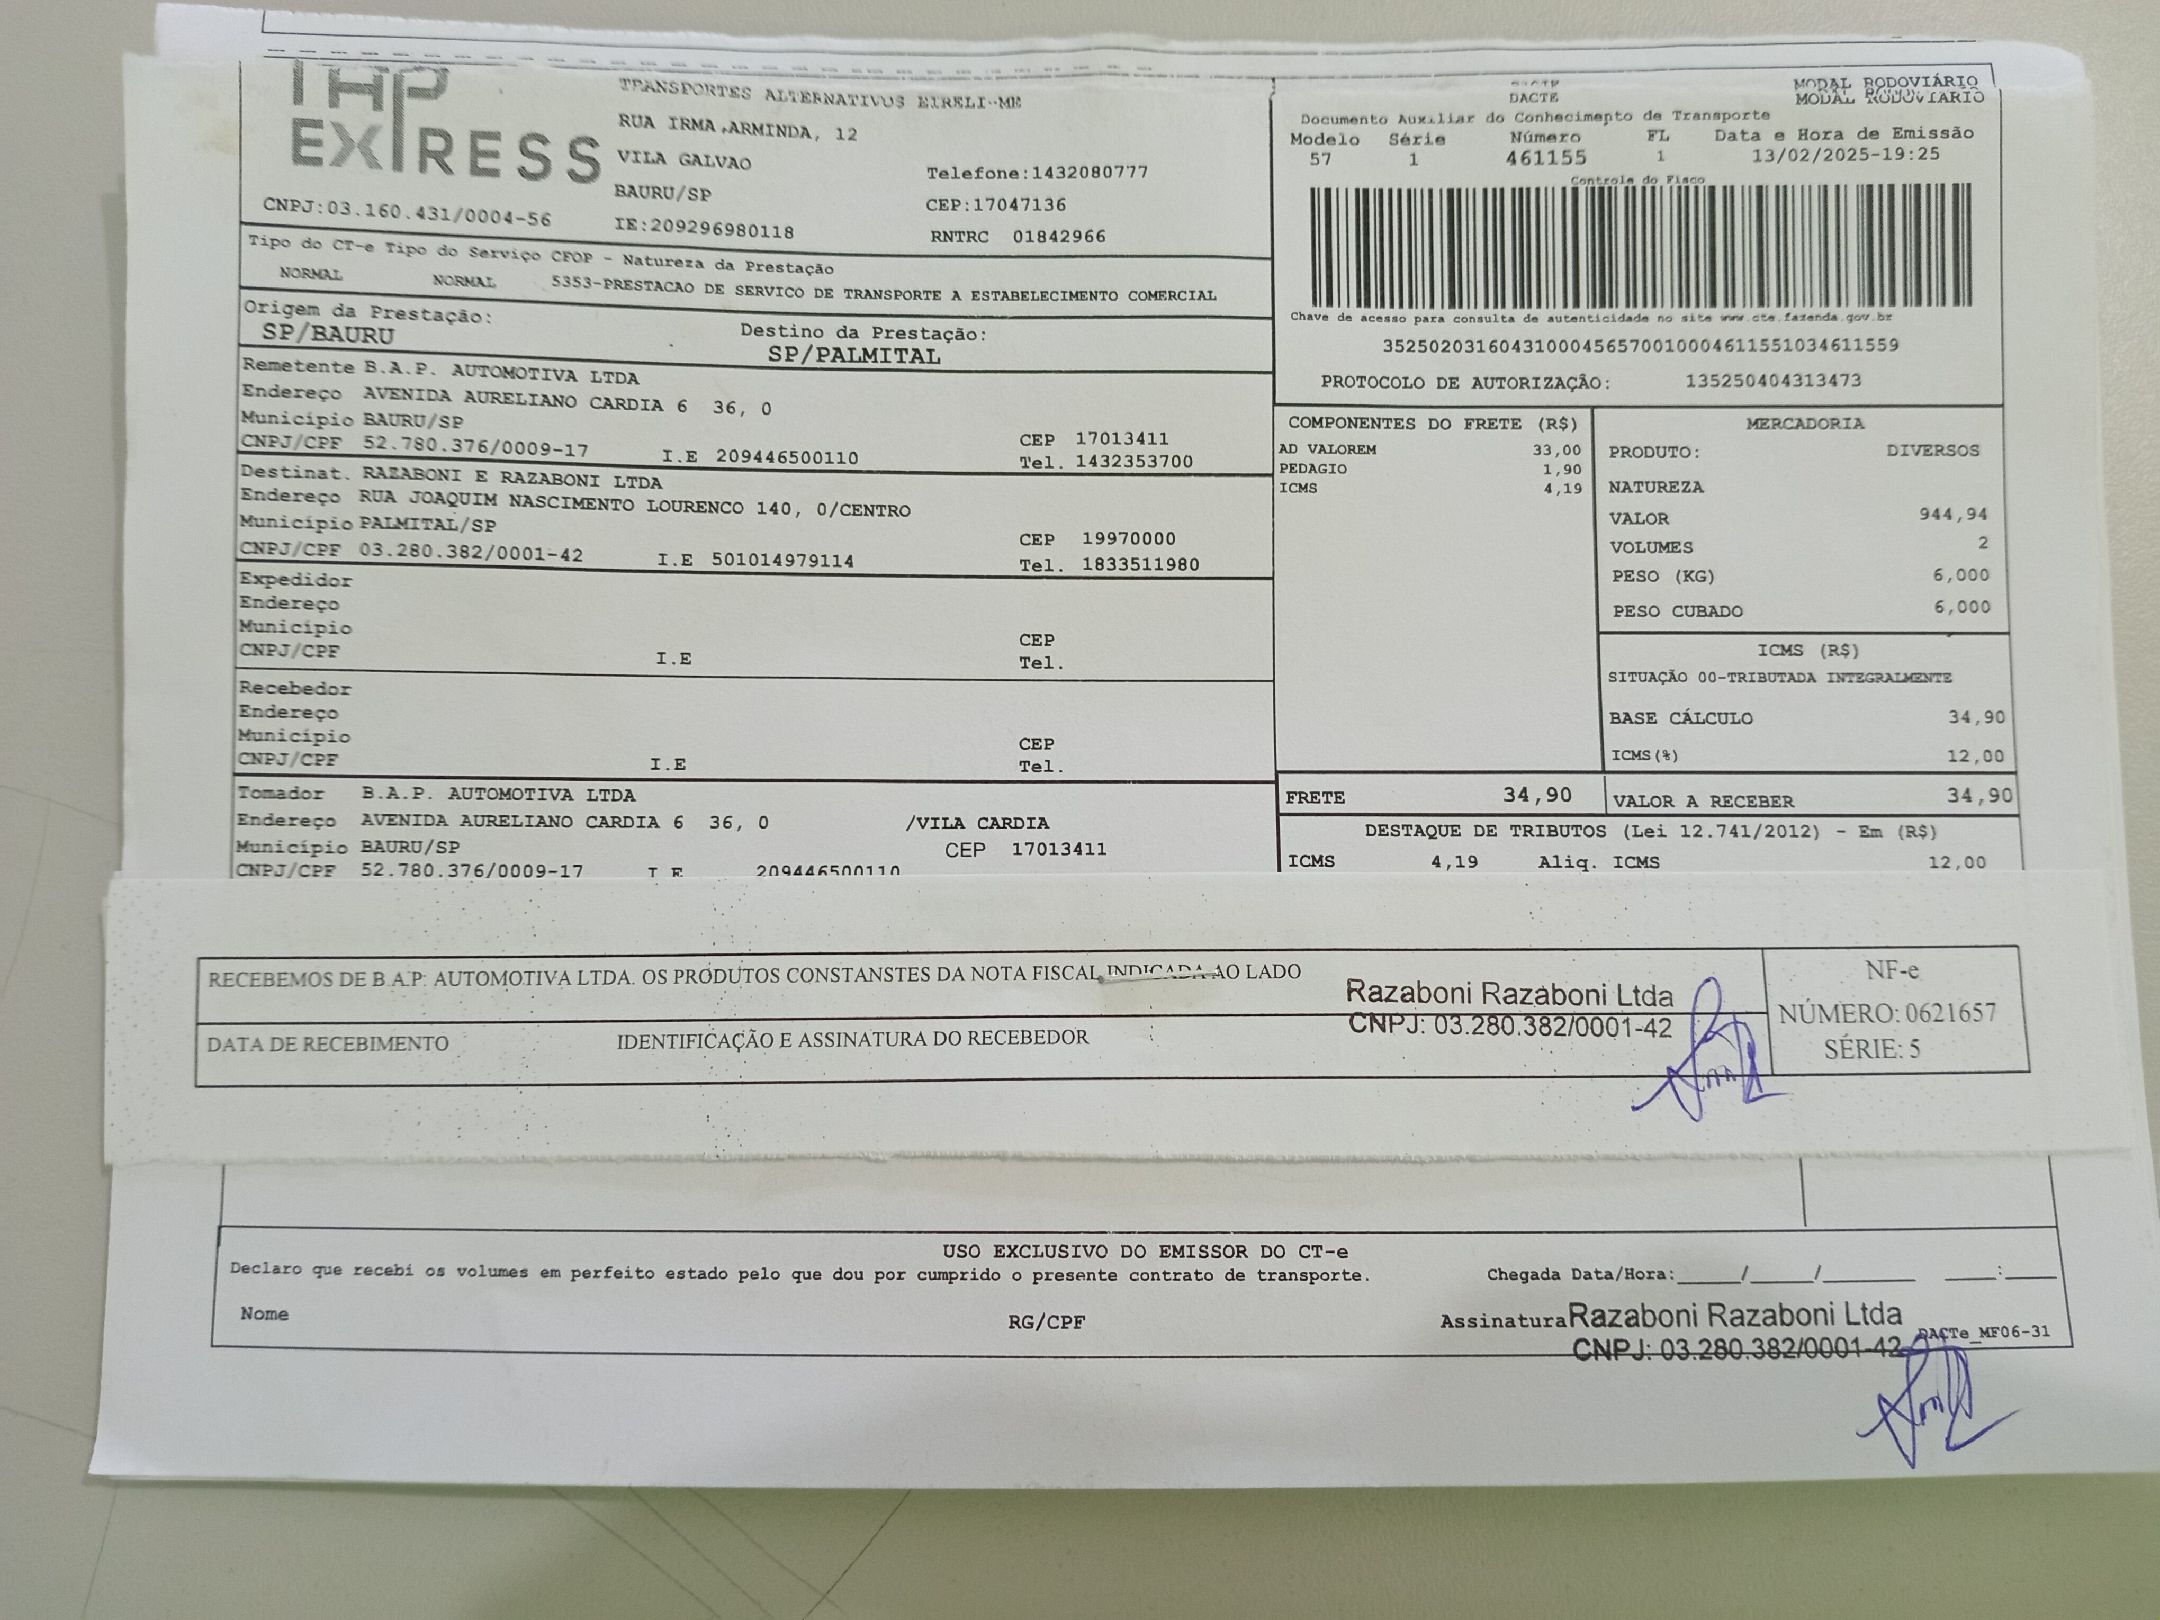 THP
EXPRESS
TRANSPORTES ALTERNATIVOS EIRELI-ME
RUA IRMA ARMINDA, 12
VILA GALVAO
Telefone:1432080777
BAURU/SP
CEP:17047136
CNPJ:03.160.431/0004-56
IE:209296980118
RNTRC 01842966
DACTE
MODAL RODOVIÁRIO
DACTE
MODAL RODOVIÁRIO
Documento Auxiliar do Conhecimento de Transporte
Modelo Série Número FL Data e Hora de Emissão
57 1 461155 1 13/02/2025-19:25
Controle do Fisco
Chave de acesso para consulta de autenticidade no site www.cte.fazenda.gov.br
35250203160431000456570010004611551034611559
PROTOCOLO DE AUTORIZAÇÃO: 135250404313473
Tipo do CT-e Tipo do Serviço CFOP - Natureza da Prestação
NORMAL NORMAL 5353-PRESTACAO DE SERVICO DE TRANSPORTE A ESTABELECIMENTO COMERCIAL
Origem da Prestação:
SP/BAURU
Destino da Prestação:
SP/PALMITAL
Remetente B.A.P. AUTOMOTIVA LTDA
Endereço AVENIDA AURELIANO CARDIA 6 36, 0
Município BAURU/SP
CEP 17013411
CNPJ/CPF 52.780.376/0009-17 I.E 209446500110
Tel. 1432353700
Destinat. RAZABONI E RAZABONI LTDA
Endereço RUA JOAQUIM NASCIMENTO LOURENCO 140, 0/CENTRO
Município PALMITAL/SP
CEP 19970000
CNPJ/CPF 03.280.382/0001-42 I.E 501014979114
Tel. 1833511980
Expedidor
Endereço
Município
CEP
CNPJ/CPF I.E
Tel.
Recebedor
Endereço
Município
CEP
CNPJ/CPF I.E
Tel.
Tomador B.A.P. AUTOMOTIVA LTDA
Endereço AVENIDA AURELIANO CARDIA 6 36, 0 /VILA CARDIA
Município BAURU/SP CEP 17013411
CNPJ/CPF 52.780.376/0009-17 I E 209446500110
COMPONENTES DO FRETE (R$)
AD VALOREM 33,00
PEDAGIO 1,90
ICMS 4,19
MERCADORIA
PRODUTO: DIVERSOS
NATUREZA
VALOR 944,94
VOLUMES 2
PESO (KG) 6,000
PESO CUBADO 6,000
ICMS (R$)
SITUAÇÃO 00-TRIBUTADA INTEGRALMENTE
BASE CÁLCULO 34,90
ICMS(%) 12,00
FRETE 34,90
VALOR A RECEBER 34,90
DESTAQUE DE TRIBUTOS (Lei 12.741/2012) - Em (R$)
ICMS 4,19 Aliq. ICMS 12,00
RECEBEMOS DE B.A.P. AUTOMOTIVA LTDA. OS PRODUTOS CONSTANSTES DA NOTA FISCAL INDICADA AO LADO
DATA DE RECEBIMENTO
IDENTIFICAÇÃO E ASSINATURA DO RECEBEDOR
Razaboni Razaboni Ltda
CNPJ: 03.280.382/0001-42
NF-e
NÚMERO: 0621657
SÉRIE: 5
USO EXCLUSIVO DO EMISSOR DO CT-e
Declaro que recebi os volumes em perfeito estado pelo que dou por cumprido o presente contrato de transporte.
Chegada Data/Hora:_____/_____/_______ ____:____
Nome
RG/CPF
Assinatura
Razaboni Razaboni Ltda
CNPJ: 03.280.382/0001-42
DACTe_MF06-31